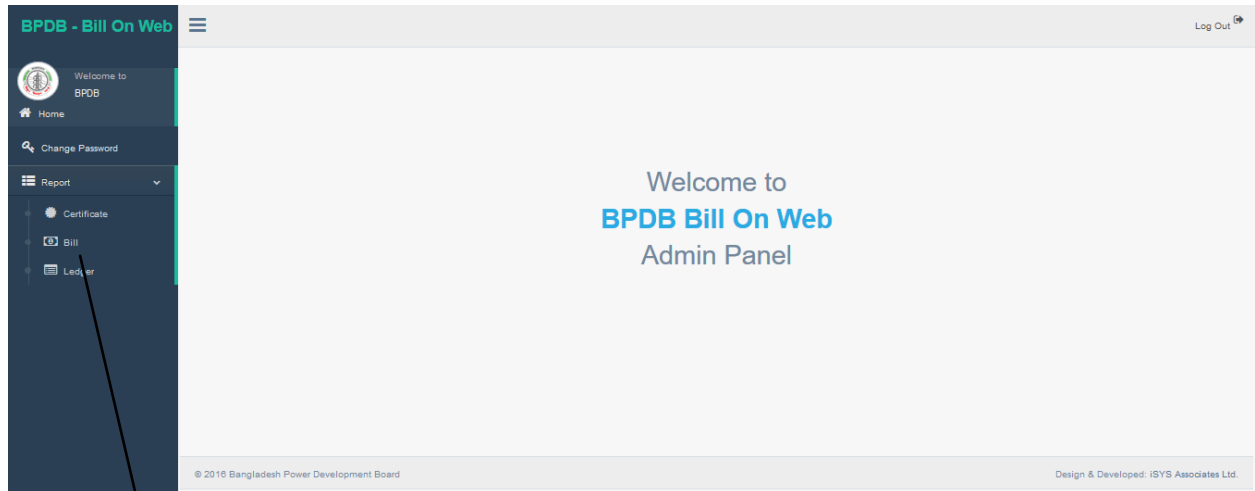 BPDB - Bill On Web
Log Out
Welcome to
BPDB
Home
Change Password
Report
Certificate
Bill
Ledger
Welcome to
BPDB Bill On Web
Admin Panel
© 2016 Bangladesh Power Development Board
Design & Developed: iSYS Associates Ltd.